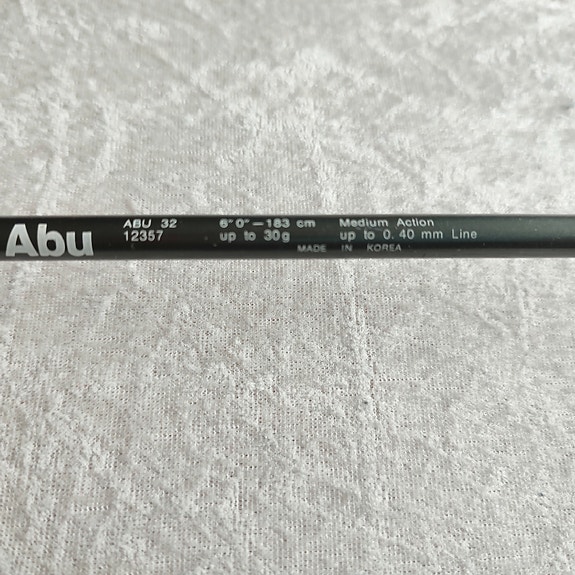 Abu
ABU 32 6"0"-183 cm Medium Action
12357 up to 30g up to 0.40 mm Line
MADE IN KOREA